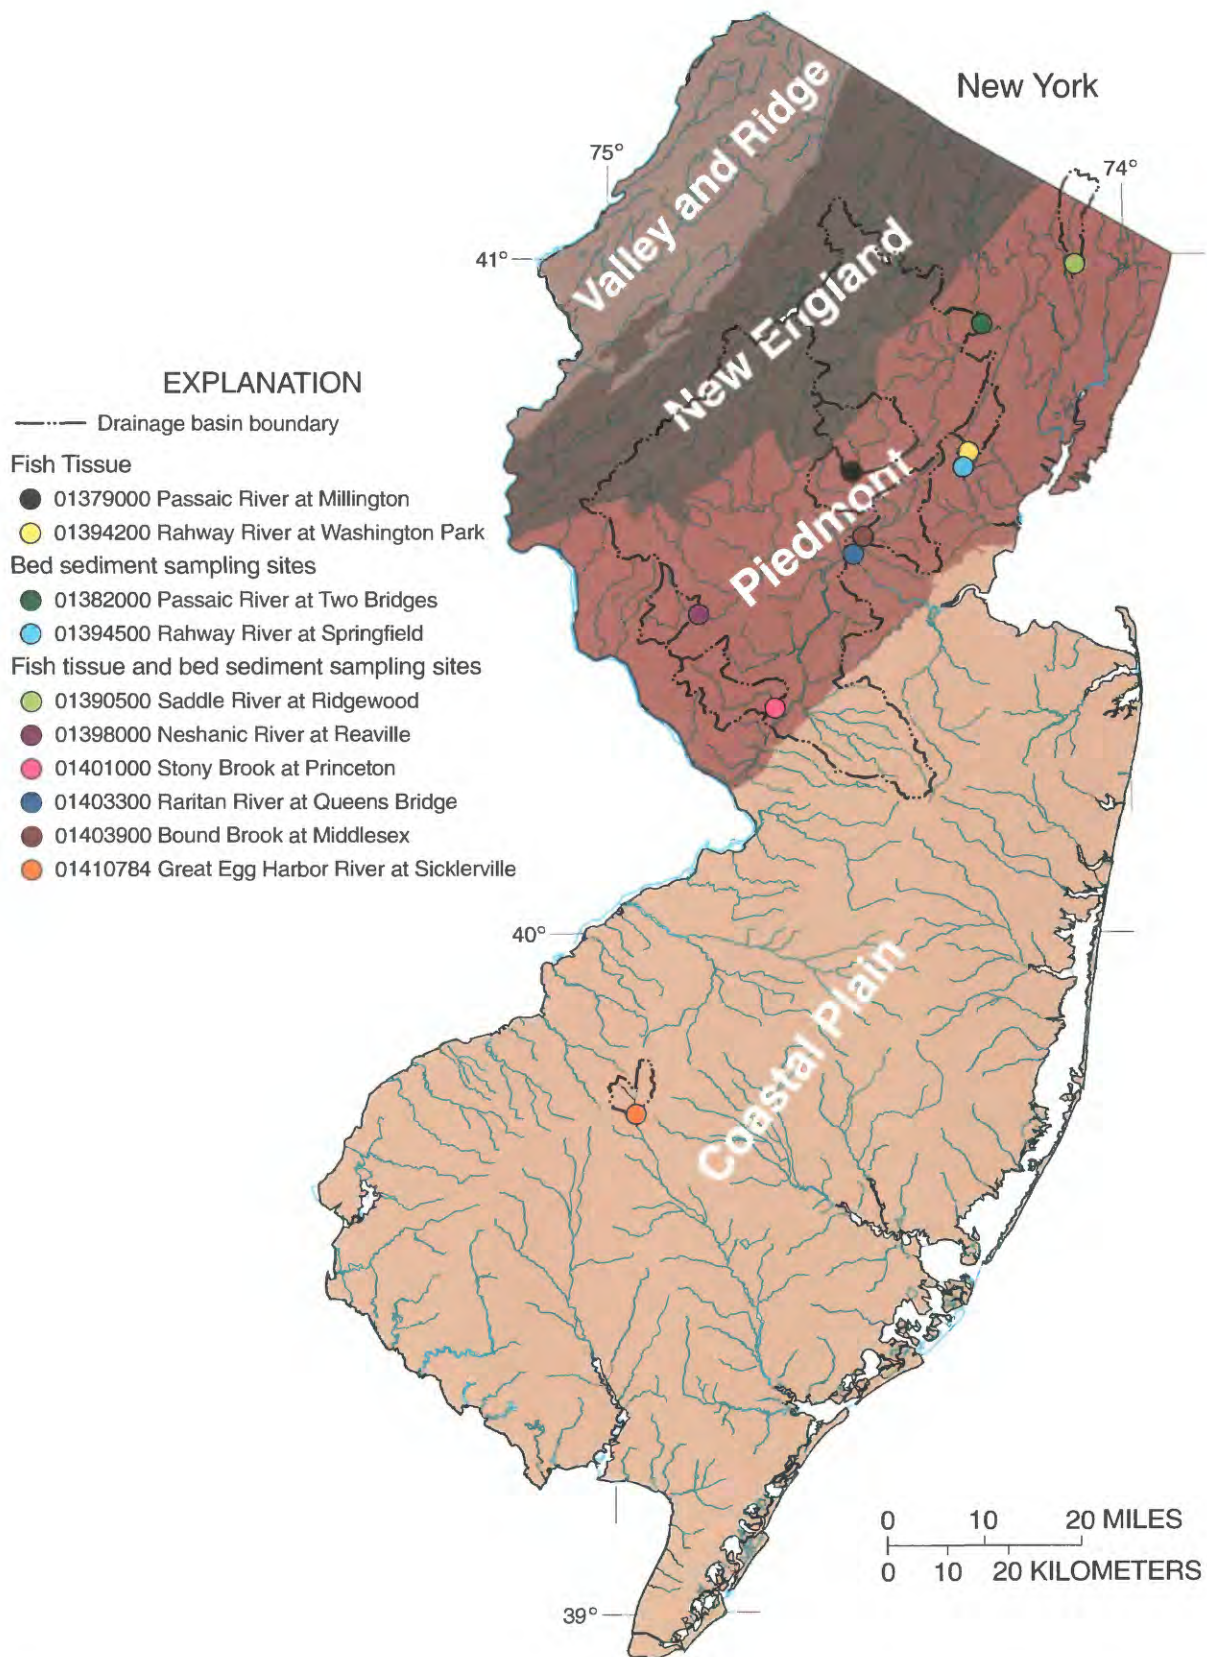 New York
75°
74°
41°
Valley and Ridge
New Engiand
Piedmont
EXPLANATION
Drainage basin boundary
Fish Tissue
01379000 Passaic River at Millington
01394200 Rahway River at Washington Park
Bed sediment sampling sites
01382000 Passaic River at Two Bridges
01394500 Rahway River at Springfield
Fish tissue and bed sediment sampling sites
01390500 Saddle River at Ridgewood
01398000 Neshanic River at Reaville
01401000 Stony Brook at Princeton
01403300 Raritan River at Queens Bridge
01403900 Bound Brook at Middlesex
01410784 Great Egg Harbor River at Sicklerville
40°
Coastal Plain
0 10 20 MILES
0 10 20 KILOMETERS
39°